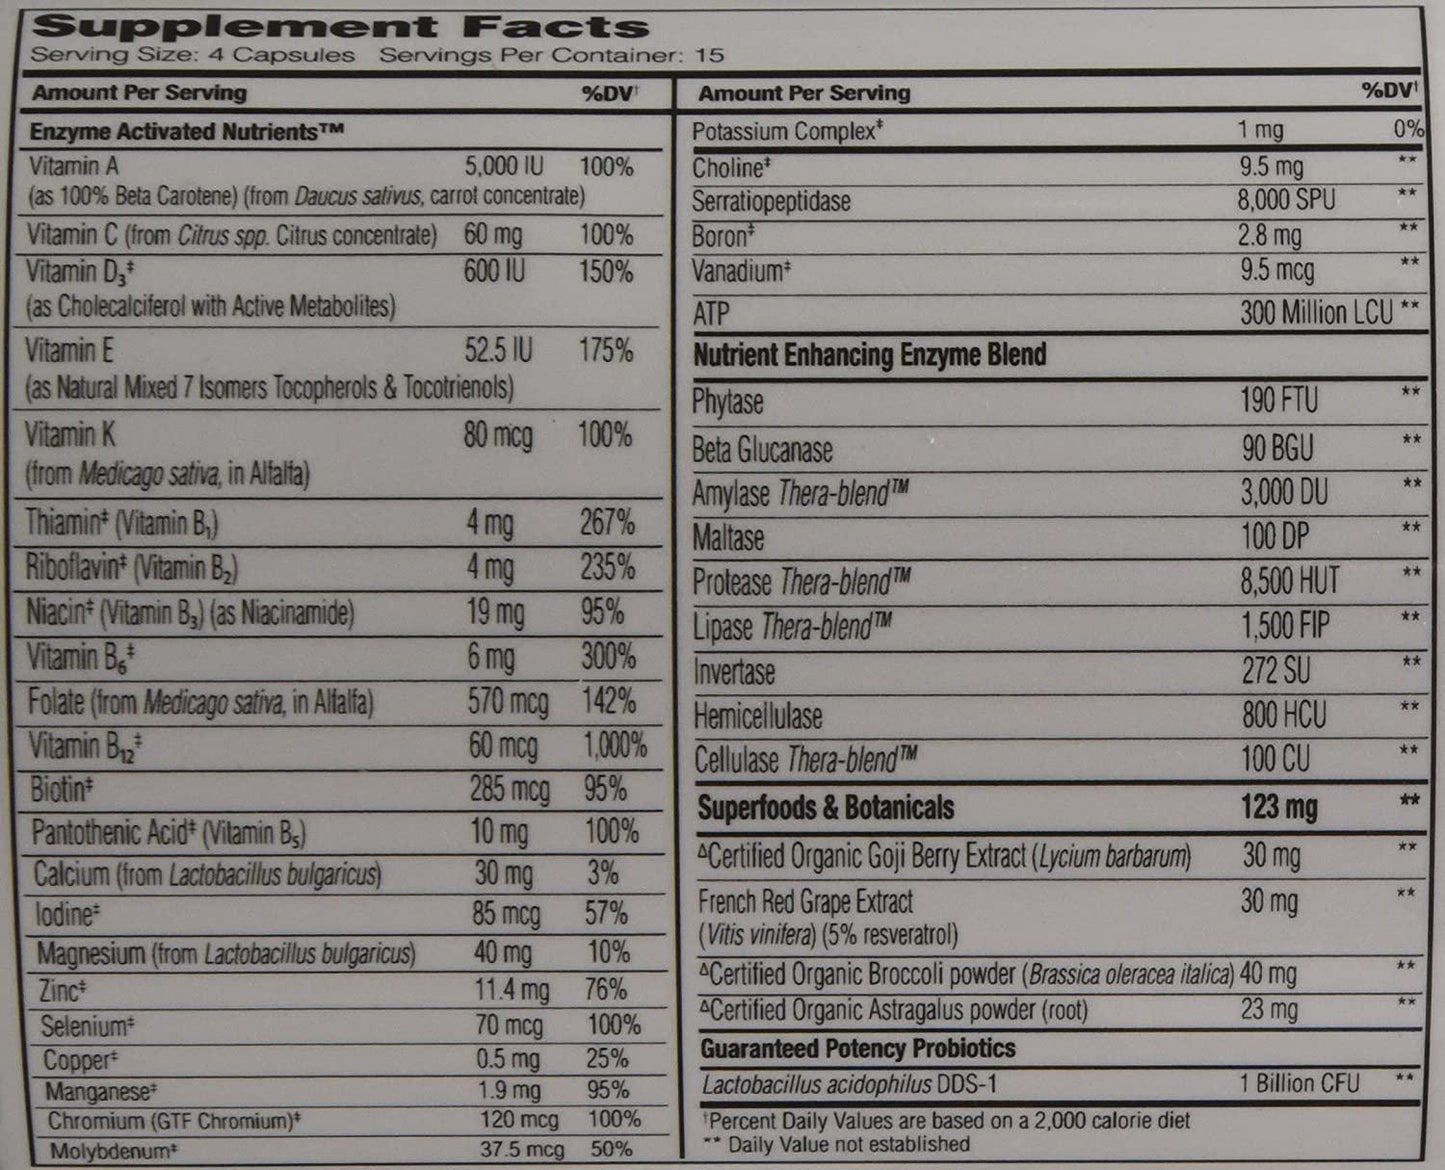 Supplement Facts
Serving Size: 4 Capsules Servings Per Container: 15
Amount Per Serving %DV†
Enzyme Activated Nutrients™
Vitamin A 5,000 IU 100%
(as 100% Beta Carotene) (from Daucus sativus, carrot concentrate)
Vitamin C (from Citrus spp. Citrus concentrate) 60 mg 100%
Vitamin D₃‡ 600 IU 150%
(as Cholecalciferol with Active Metabolites)
Vitamin E 52.5 IU 175%
(as Natural Mixed 7 Isomers Tocopherols & Tocotrienols)
Vitamin K 80 mcg 100%
(from Medicago sativa, in Alfalfa)
Thiamin‡ (Vitamin B₁) 4 mg 267%
Riboflavin‡ (Vitamin B₂) 4 mg 235%
Niacin‡ (Vitamin B₃) (as Niacinamide) 19 mg 95%
Vitamin B₆‡ 6 mg 300%
Folate (from Medicago sativa, in Alfalfa) 570 mcg 142%
Vitamin B₁₂‡ 60 mcg 1,000%
Biotin‡ 285 mcg 95%
Pantothenic Acid‡ (Vitamin B₅) 10 mg 100%
Calcium (from Lactobacillus bulgaricus) 30 mg 3%
Iodine‡ 85 mcg 57%
Magnesium (from Lactobacillus bulgaricus) 40 mg 10%
Zinc‡ 11.4 mg 76%
Selenium‡ 70 mcg 100%
Copper‡ 0.5 mg 25%
Manganese‡ 1.9 mg 95%
Chromium (GTF Chromium)‡ 120 mcg 100%
Molybdenum‡ 37.5 mcg 50%
Amount Per Serving %DV†
Potassium Complex‡ 1 mg 0%
Choline‡ 9.5 mg **
Serratiopeptidase 8,000 SPU **
Boron‡ 2.8 mg **
Vanadium‡ 9.5 mcg **
ATP 300 Million LCU **
Nutrient Enhancing Enzyme Blend
Phytase 190 FTU **
Beta Glucanase 90 BGU **
Amylase Thera-blend™ 3,000 DU **
Maltase 100 DP **
Protease Thera-blend™ 8,500 HUT **
Lipase Thera-blend™ 1,500 FIP **
Invertase 272 SU **
Hemicellulase 800 HCU **
Cellulase Thera-blend™ 100 CU **
Superfoods & Botanicals 123 mg **
ΔCertified Organic Goji Berry Extract (Lycium barbarum) 30 mg **
French Red Grape Extract 30 mg **
(Vitis vinifera) (5% resveratrol)
ΔCertified Organic Broccoli powder (Brassica oleracea italica) 40 mg **
ΔCertified Organic Astragalus powder (root) 23 mg **
Guaranteed Potency Probiotics
Lactobacillus acidophilus DDS-1 1 Billion CFU **
†Percent Daily Values are based on a 2,000 calorie diet
** Daily Value not established